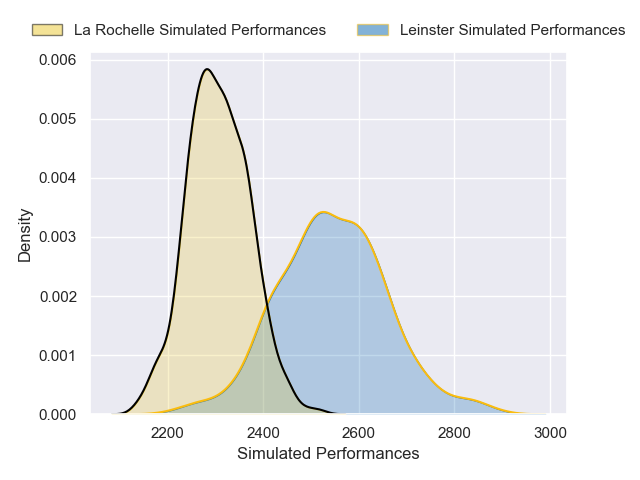 La Rochelle Simulated Performances
Leinster Simulated Performances
0.006
0.005
0.004
0.003
0.002
0.001
0.000
Density
2200 2400 2600 2800 3000
Simulated Performances